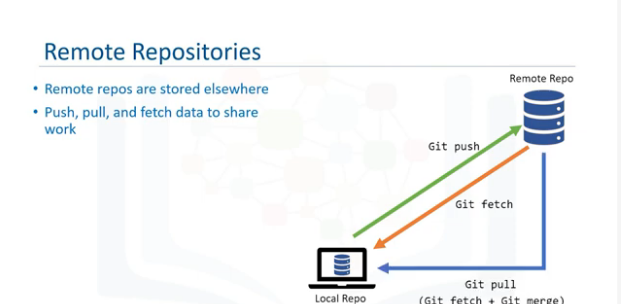 Remote Repositories
• Remote repos are stored elsewhere
• Push, pull, and fetch data to share
work
Remote Repo
Git push
Git fetch
Local Repo
Git pull
(Git fetch + Git merge)